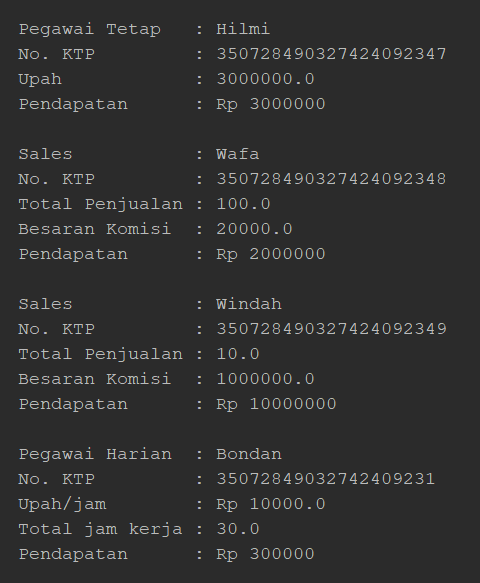 Pegawai Tetap   : Hilmi
No. KTP         : 350728490327424092347
Upah            : 3000000.0
Pendapatan      : Rp 3000000
Sales           : Wafa
No. KTP         : 350728490327424092348
Total Penjualan : 100.0
Besaran Komisi  : 20000.0
Pendapatan      : Rp 2000000
Sales           : Windah
No. KTP         : 350728490327424092349
Total Penjualan : 10.0
Besaran Komisi  : 1000000.0
Pendapatan      : Rp 10000000
Pegawai Harian  : Bondan
No. KTP         : 35072849032742409231
Upah/jam        : Rp 10000.0
Total jam kerja : 30.0
Pendapatan      : Rp 300000